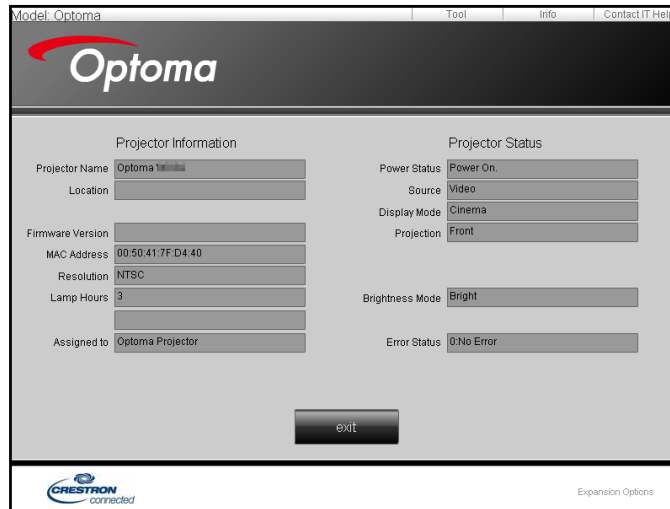 Model: Optoma
Tool Info Contact IT Help
Optoma
Projector Information
Projector Name Optoma
Location
Firmware Version
MAC Address 00:50:41:7F:D4:40
Resolution NTSC
Lamp Hours 3
Assigned to Optoma Projector
Projector Status
Power Status Power On.
Source Video
Display Mode Cinema
Projection Front
Brightness Mode Bright
Error Status 0:No Error
exit
CRESTRON
connected
Expansion Options